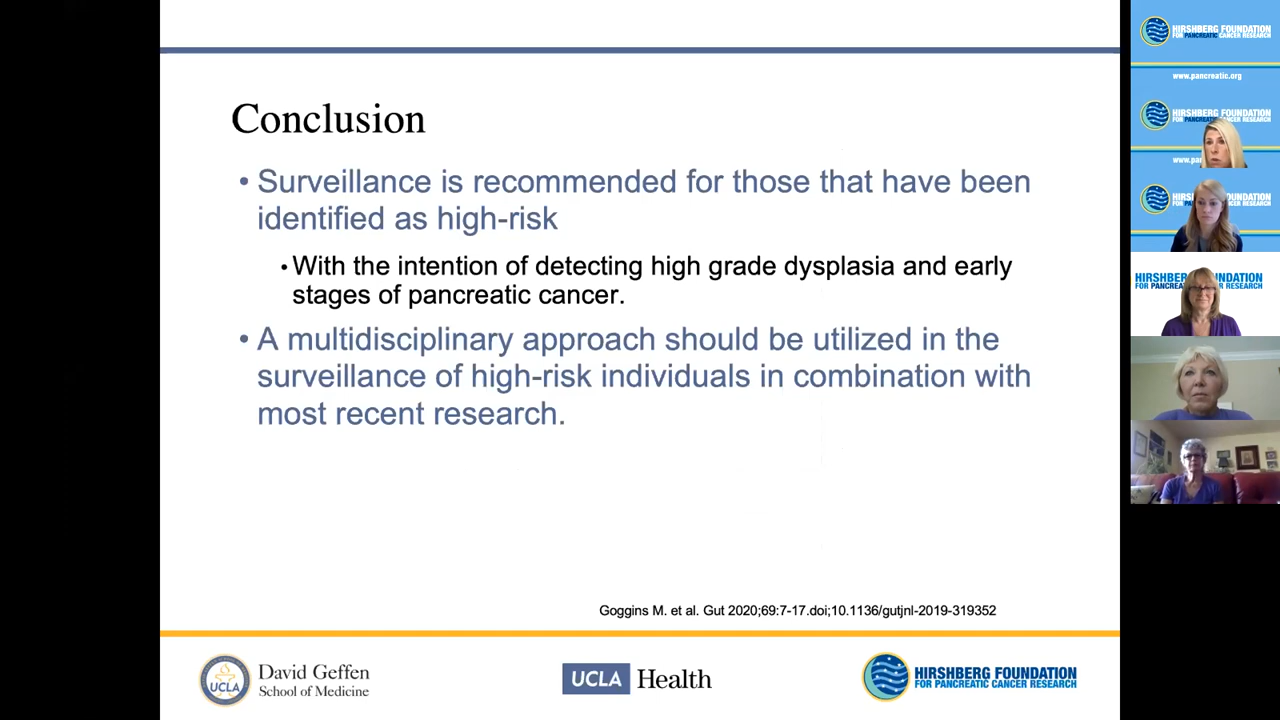 Conclusion
• Surveillance is recommended for those that have been
identified as high-risk
• With the intention of detecting high grade dysplasia and early
stages of pancreatic cancer.
• A multidisciplinary approach should be utilized in the
surveillance of high-risk individuals in combination with
most recent research.
Goggins M. et al. Gut 2020;69:7-17.doi;10.1136/gutjnl-2019-319352
UCLA
David Geffen
School of Medicine
UCLA Health
HIRSHBERG FOUNDATION
FOR PANCREATIC CANCER RESEARCH
HIRSHBERG FOUNDATION
FOR PANCREATIC CANCER RESEARCH
www.pancreatic.org
HIRSHBERG FOUNDATION